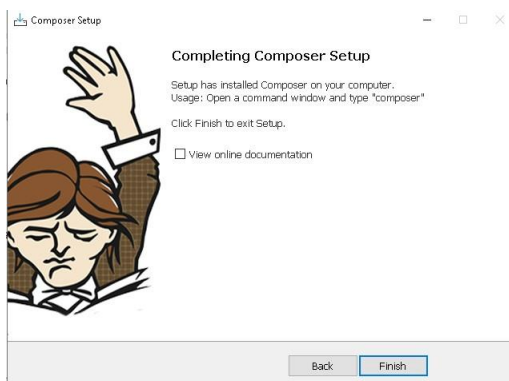 Composer Setup
Completing Composer Setup
Setup has installed Composer on your computer.
Usage: Open a command window and type "composer"
Click Finish to exit Setup.
View online documentation
Back
Finish